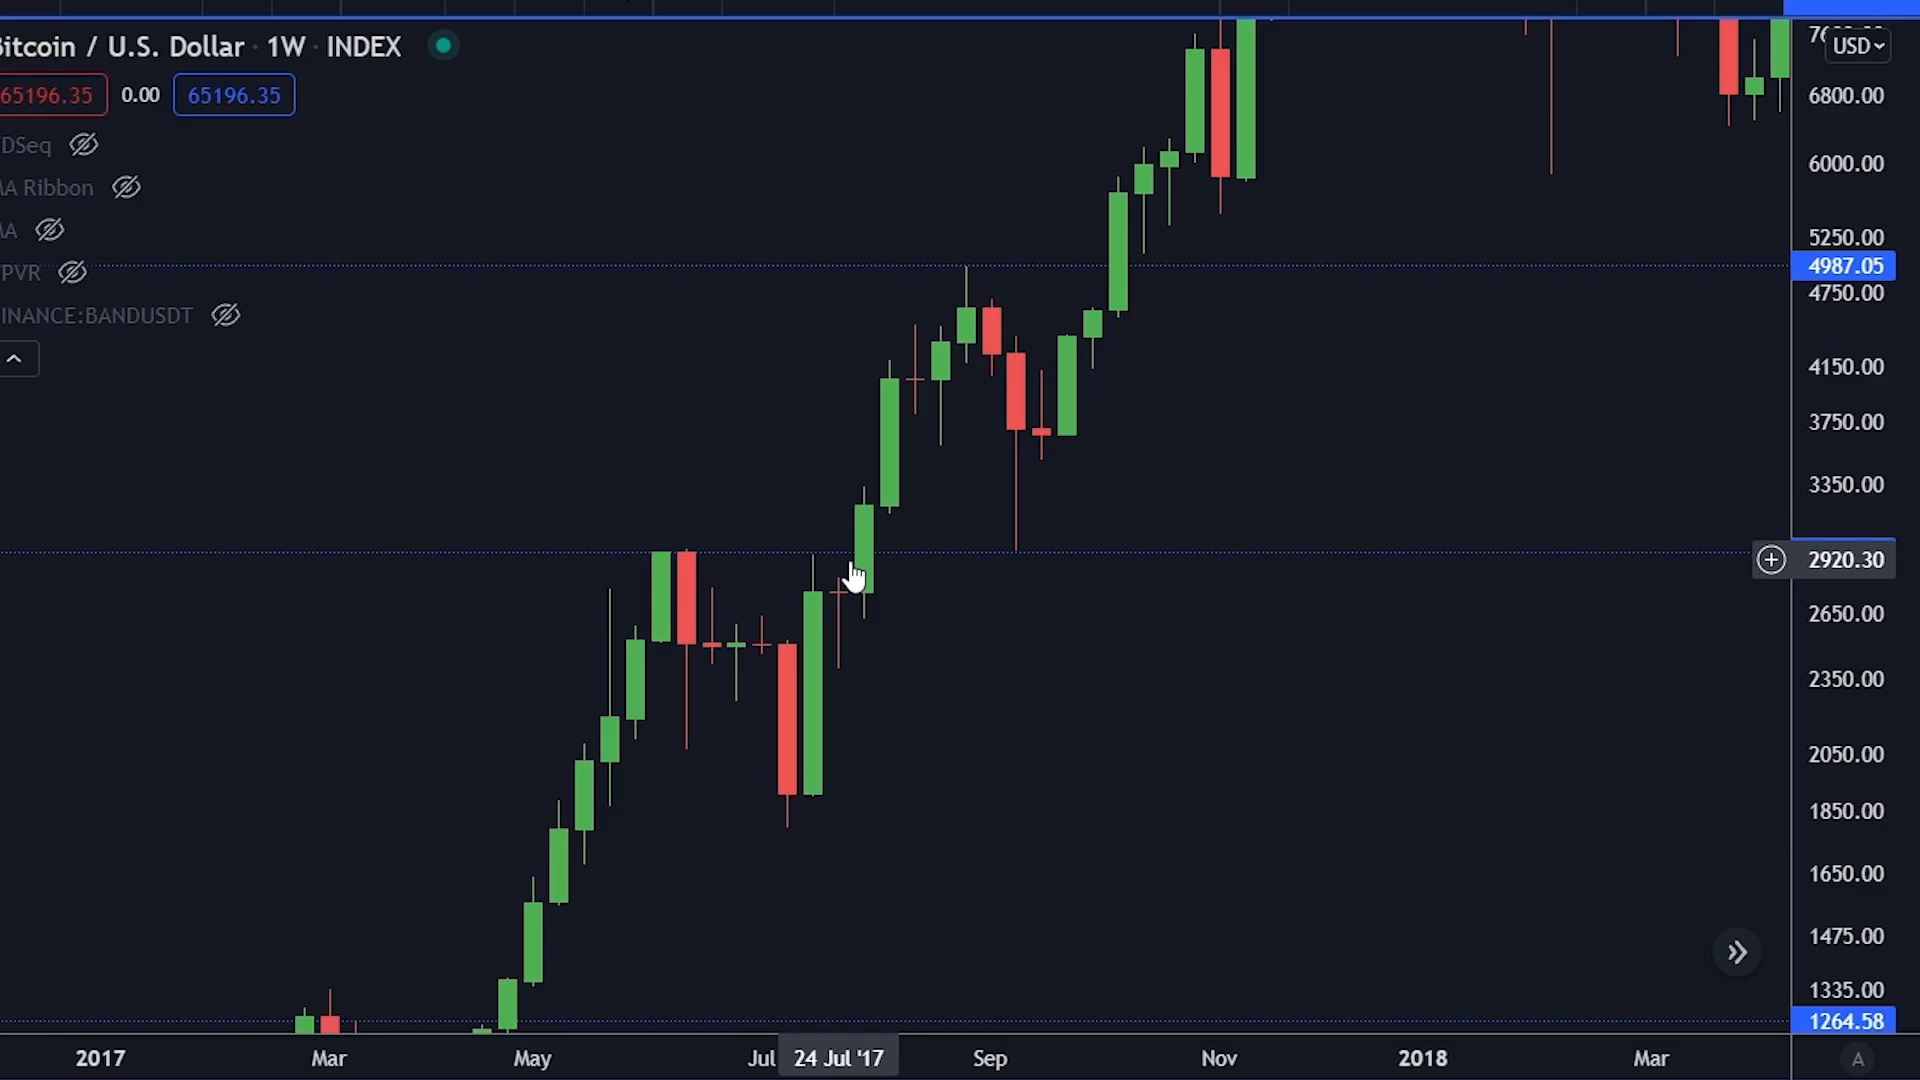 Bitcoin / U.S. Dollar · 1W · INDEX
65196.35 0.00 65196.35
DSeq
A Ribbon
A
PVR
INANCE:BANDUSDT
USD
6800.00
6000.00
5250.00
4987.05
4750.00
4150.00
3750.00
3350.00
2920.30
2650.00
2350.00
2050.00
1850.00
1650.00
1475.00
1335.00
1264.58
2017 Mar May Jul 24 Jul '17 Sep Nov 2018 Mar A